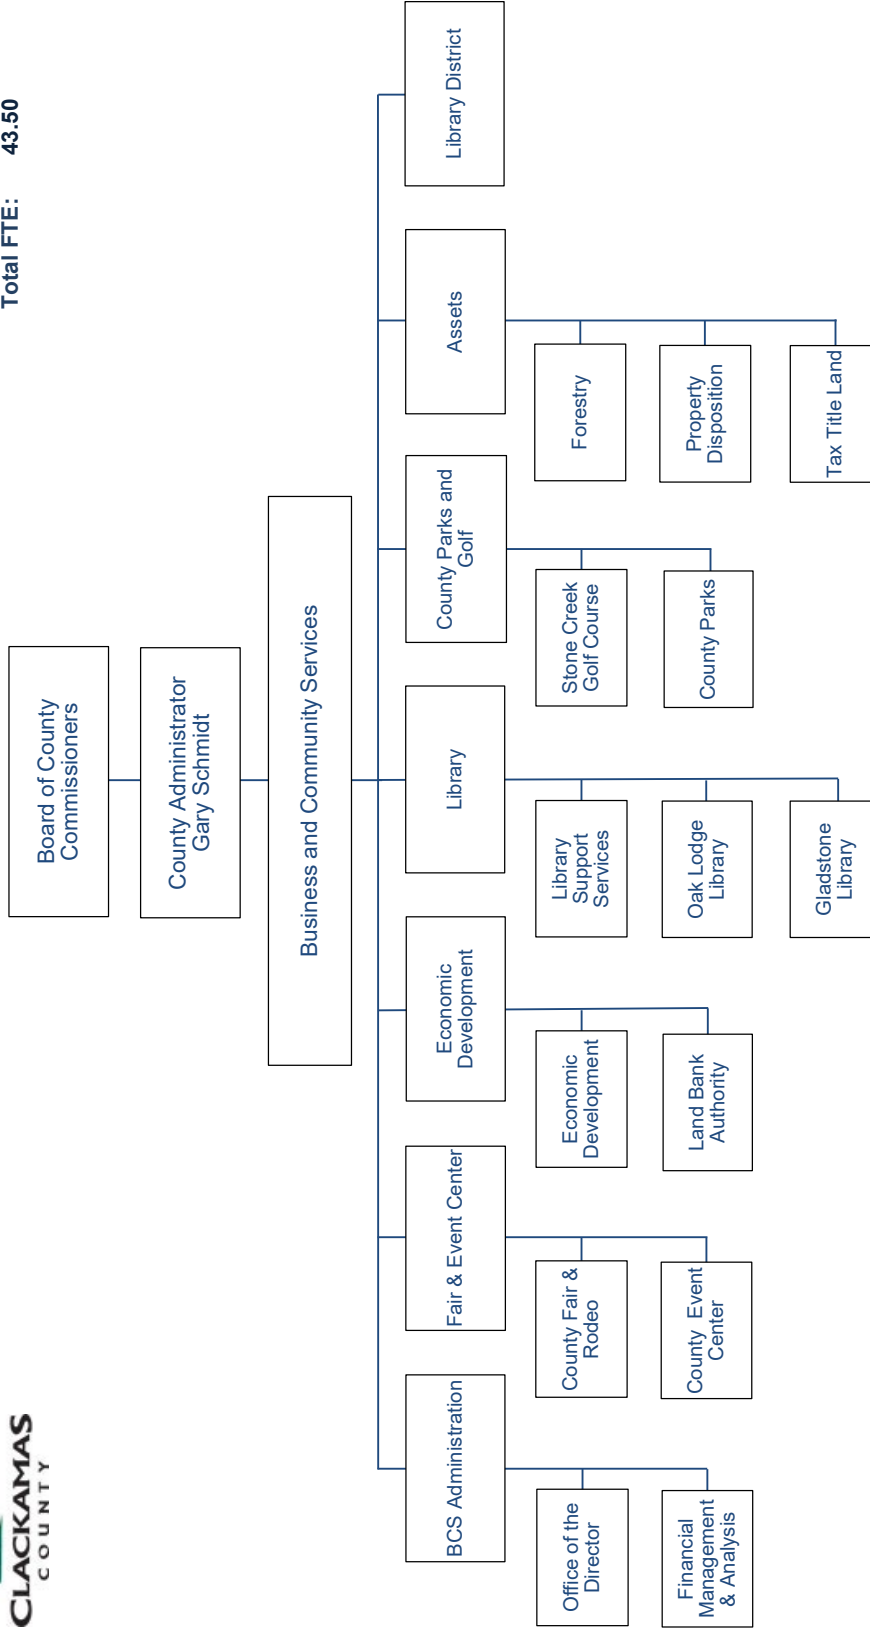 CLACKAMAS
COUNTY
Total FTE: 43.50
Board of County
Commissioners
County Administrator
Gary Schmidt
Business and Community Services
BCS Administration
Fair & Event Center
Economic
Development
Library
County Parks and
Golf
Assets
Library District
Office of the
Director
Financial
Management
& Analysis
County Fair &
Rodeo
County Event
Center
Economic
Development
Land Bank
Authority
Library
Support
Services
Oak Lodge
Library
Gladstone
Library
Stone Creek
Golf Course
County Parks
Forestry
Property
Disposition
Tax Title Land